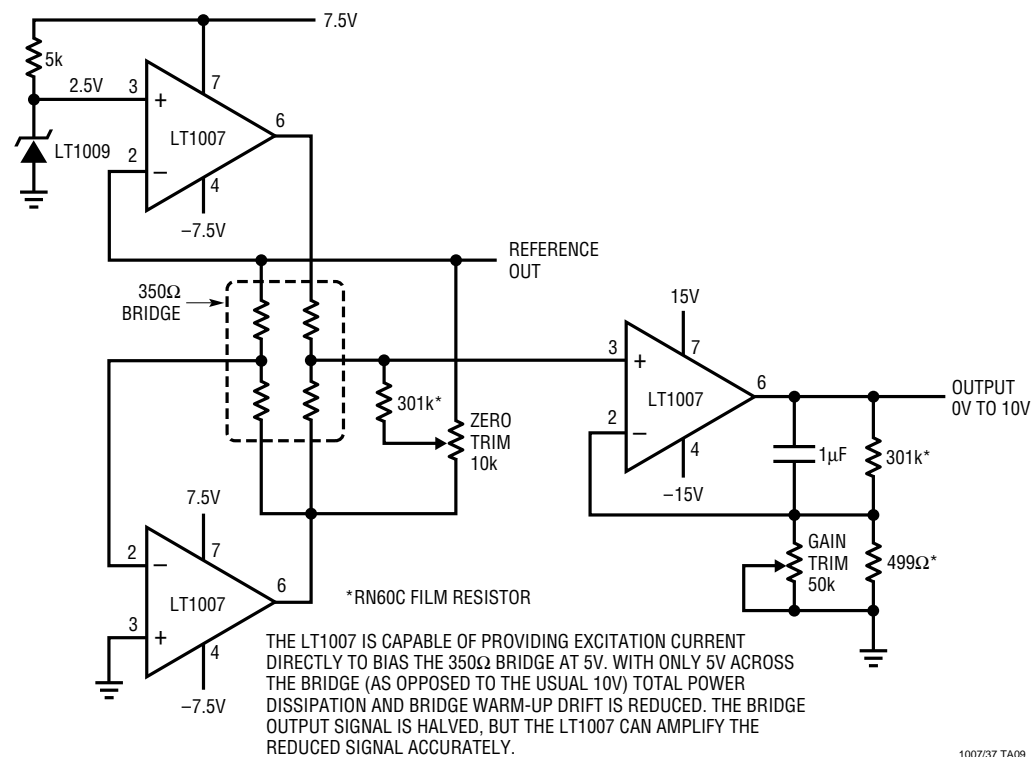 7.5V
5k
2.5V
3
7
+
6
LT1007
LT1009
2
–
4
–7.5V
REFERENCE
OUT
350Ω
BRIDGE
15V
3
7
+
6
OUTPUT
0V TO 10V
LT1007
301k*
ZERO
TRIM
10k
2
–
4
–15V
1µF
301k*
7.5V
GAIN
TRIM
50k
499Ω*
2
7
–
6
LT1007
*RN60C FILM RESISTOR
3
+
4
–7.5V
THE LT1007 IS CAPABLE OF PROVIDING EXCITATION CURRENT
DIRECTLY TO BIAS THE 350Ω BRIDGE AT 5V. WITH ONLY 5V ACROSS
THE BRIDGE (AS OPPOSED TO THE USUAL 10V) TOTAL POWER
DISSIPATION AND BRIDGE WARM-UP DRIFT IS REDUCED. THE BRIDGE
OUTPUT SIGNAL IS HALVED, BUT THE LT1007 CAN AMPLIFY THE
REDUCED SIGNAL ACCURATELY.
1007/37 TA09